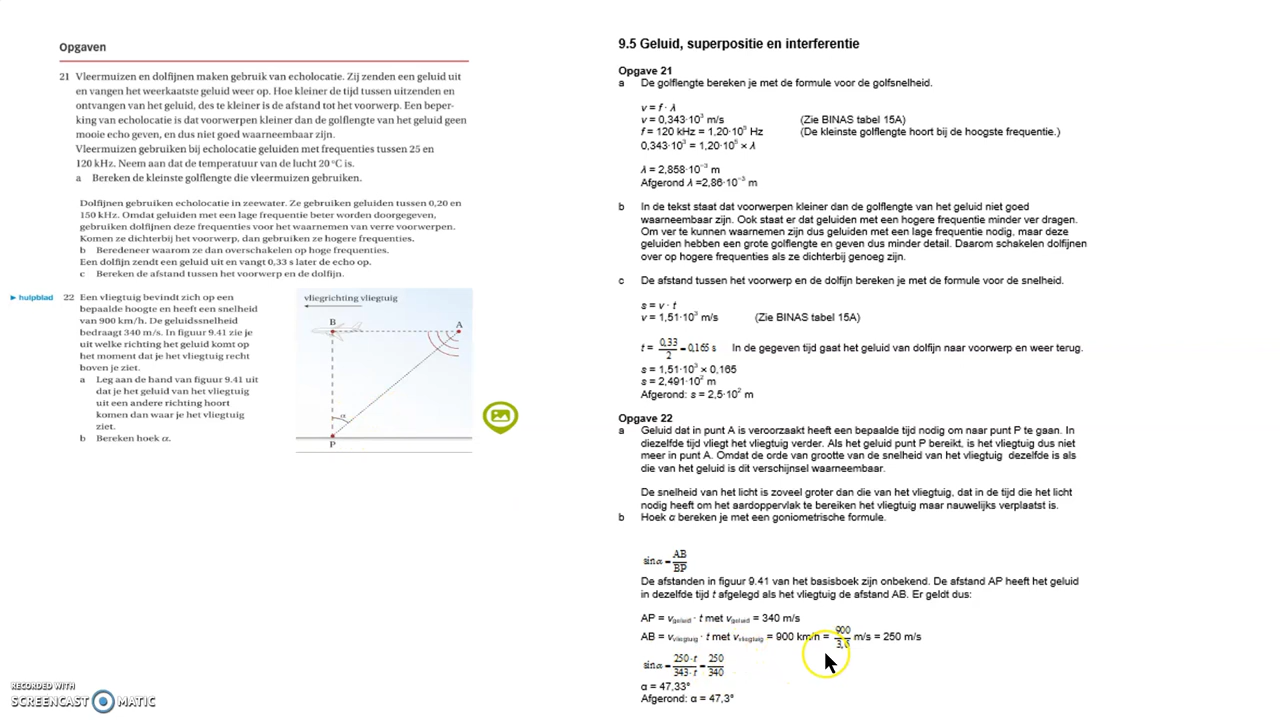 Opgaven
21 Vleermuizen en dolfijnen maken gebruik van echolocatie. Zij zenden een geluid uit
en vangen het weerkaatste geluid weer op. Hoe kleiner de tijd tussen uitzenden en
ontvangen van het geluid, des te kleiner is de afstand tot het voorwerp. Een beper-
king van echolocatie is dat voorwerpen kleiner dan de golflengte van het geluid geen
mooie echo geven, en dus niet goed waarneembaar zijn.
Vleermuizen gebruiken bij echolocatie geluiden met frequenties tussen 25 en
120 kHz. Neem aan dat de temperatuur van de lucht 20 °C is.
a Bereken de kleinste golflengte die vleermuizen gebruiken.
Dolfijnen gebruiken echolocatie in zeewater. Ze gebruiken geluiden tussen 0,20 en
150 kHz. Omdat geluiden met een lage frequentie beter worden doorgegeven,
gebruiken dolfijnen deze frequenties voor het waarnemen van verre voorwerpen.
Komen ze dichterbij het voorwerp, dan gebruiken ze hogere frequenties.
b Beredeneer waarom ze dan overschakelen op hoge frequenties.
Een dolfijn zendt een geluid uit en vangt 0,33 s later de echo op.
c Bereken de afstand tussen het voorwerp en de dolfijn.
► hulpblad 22 Een vliegtuig bevindt zich op een
bepaalde hoogte en heeft een snelheid
van 900 km/h. De geluidssnelheid
bedraagt 340 m/s. In figuur 9.41 zie je
uit welke richting het geluid komt op
het moment dat je het vliegtuig recht
boven je ziet.
a Leg aan de hand van figuur 9.41 uit
dat je het geluid van het vliegtuig
uit een andere richting hoort
komen dan waar je het vliegtuig
ziet.
b Bereken hoek α.
vliegrichting vliegtuig
B
A
α
P
RECORDED WITH
SCREENCAST MATIC
9.5 Geluid, superpositie en interferentie
Opgave 21
a De golflengte bereken je met de formule voor de golfsnelheid.
v = f · λ
v = 0,343·10³ m/s (Zie BINAS tabel 15A)
f = 120 kHz = 1,20·10⁵ Hz (De kleinste golflengte hoort bij de hoogste frequentie.)
0,343·10³ = 1,20·10⁵ × λ
λ = 2,858·10⁻³ m
Afgerond λ =2,86·10⁻³ m
b In de tekst staat dat voorwerpen kleiner dan de golflengte van het geluid niet goed
waarneembaar zijn. Ook staat er dat geluiden met een hogere frequentie minder ver dragen.
Om ver te kunnen waarnemen zijn dus geluiden met een lage frequentie nodig, maar deze
geluiden hebben een grote golflengte en geven dus minder detail. Daarom schakelen dolfijnen
over op hogere frequenties als ze dichterbij genoeg zijn.
c De afstand tussen het voorwerp en de dolfijn bereken je met de formule voor de snelheid.
s = v · t
v = 1,51·10³ m/s (Zie BINAS tabel 15A)
t = 0,33/2 = 0,165 s In de gegeven tijd gaat het geluid van dolfijn naar voorwerp en weer terug.
s = 1,51·10³ × 0,165
s = 2,491·10² m
Afgerond: s = 2,5·10² m
Opgave 22
a Geluid dat in punt A is veroorzaakt heeft een bepaalde tijd nodig om naar punt P te gaan. In
diezelfde tijd vliegt het vliegtuig verder. Als het geluid punt P bereikt, is het vliegtuig dus niet
meer in punt A. Omdat de orde van grootte van de snelheid van het vliegtuig dezelfde is als
die van het geluid is dit verschijnsel waarneembaar.
De snelheid van het licht is zoveel groter dan die van het vliegtuig, dat in de tijd die het licht
nodig heeft om het aardoppervlak te bereiken het vliegtuig maar nauwelijks verplaatst is.
b Hoek α bereken je met een goniometrische formule.
sin α = AB/BP
De afstanden in figuur 9.41 van het basisboek zijn onbekend. De afstand AP heeft het geluid
in dezelfde tijd t afgelegd als het vliegtuig de afstand AB. Er geldt dus:
AP = vgeluid · t met vgeluid = 340 m/s
AB = vvliegtuig · t met vvliegtuig = 900 km/h = 900/3,6 m/s = 250 m/s
sin α = 250·t/343·t = 250/340
α = 47,33°
Afgerond: α = 47,3°